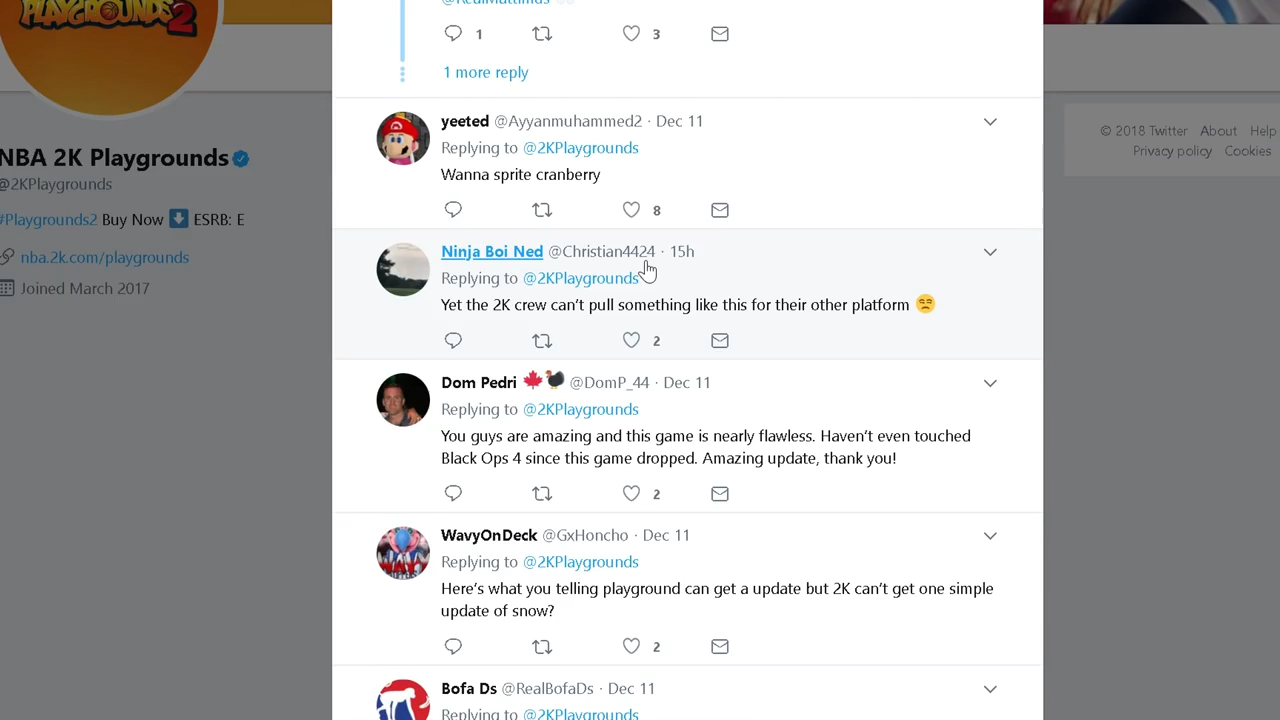 PLAYGROUNDS 2
@RealMattimus
1 3
1 more reply
yeeted @Ayyanmuhammed2 · Dec 11
Replying to @2KPlaygrounds
Wanna sprite cranberry
8
Ninja Boi Ned @Christian4424 · 15h
Replying to @2KPlaygrounds
Yet the 2K crew can’t pull something like this for their other platform
2
Dom Pedri @DomP_44 · Dec 11
Replying to @2KPlaygrounds
You guys are amazing and this game is nearly flawless. Haven’t even touched
Black Ops 4 since this game dropped. Amazing update, thank you!
2
WavyOnDeck @GxHoncho · Dec 11
Replying to @2KPlaygrounds
Here’s what you telling playground can get a update but 2K can’t get one simple
update of snow?
2
Bofa Ds @RealBofaDs · Dec 11
Replying to @2KPlaygrounds
NBA 2K Playgrounds
@2KPlaygrounds
#Playgrounds2 Buy Now ESRB: E
nba.2k.com/playgrounds
Joined March 2017
© 2018 Twitter About Help
Privacy policy Cookies